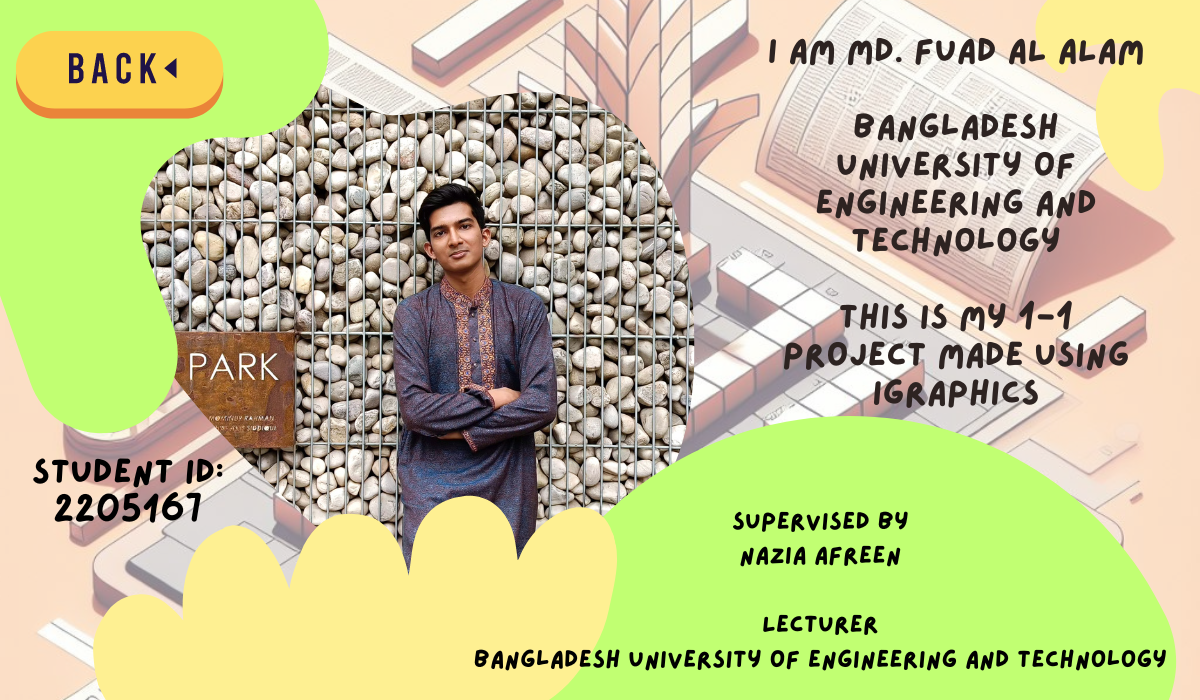 BACK
I AM MD. FUAD AL ALAM
BANGLADESH
UNIVERSITY OF
ENGINEERING AND
TECHNOLOGY
THIS IS MY 1-1
PROJECT MADE USING
IGRAPHICS
PARK
STUDENT ID:
2205167
SUPERVISED BY
NAZIA AFREEN
LECTURER
BANGLADESH UNIVERSITY OF ENGINEERING AND TECHNOLOGY